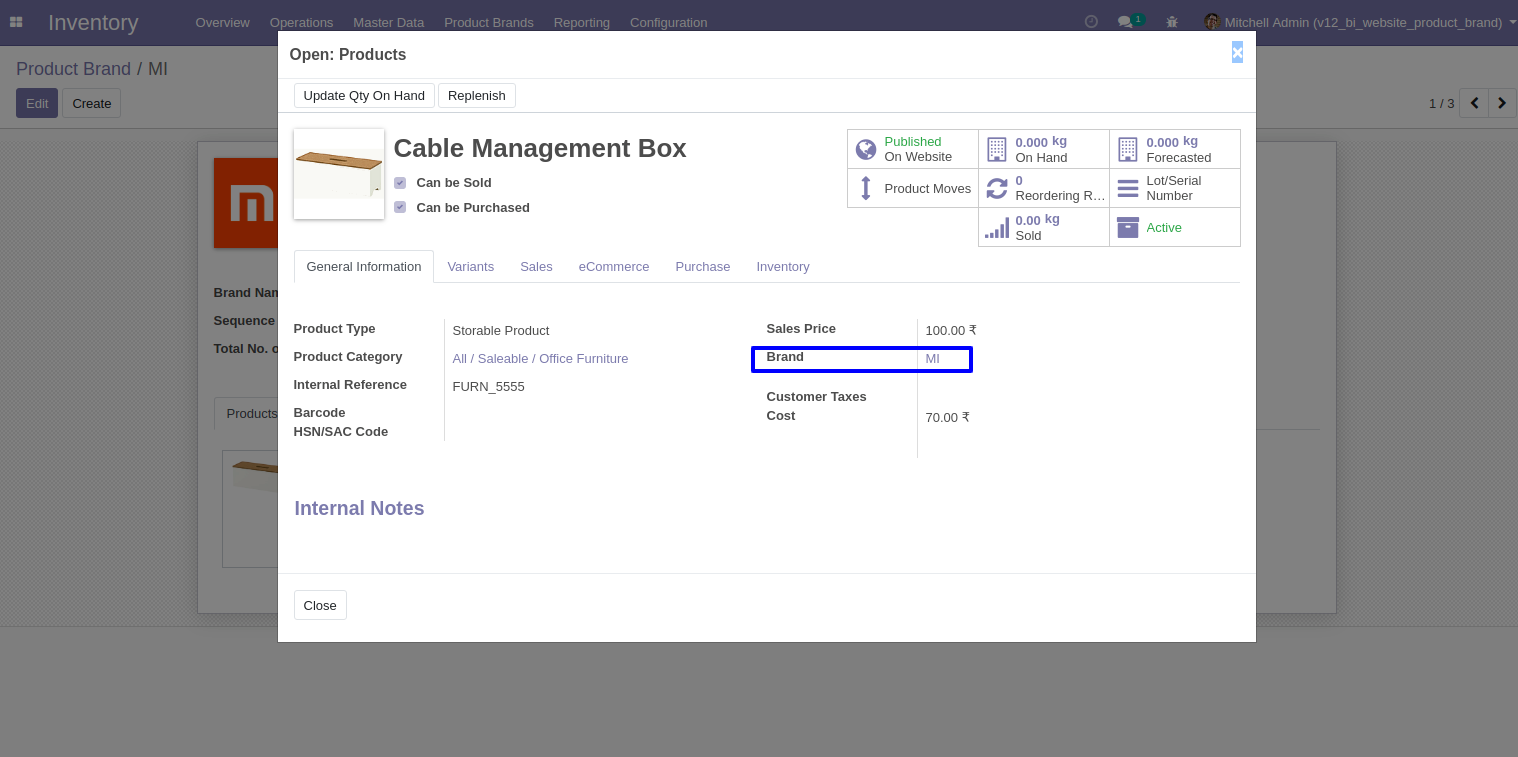 Inventory
Overview Operations Master Data Product Brands Reporting Configuration
1
Mitchell Admin (v12_bi_website_product_brand)
Product Brand / MI
Edit Create
1 / 3
Brand Nam
Sequence
Total No. o
Products
Open: Products
×
Update Qty On Hand Replenish
Cable Management Box
Can be Sold
Can be Purchased
Published
On Website
0.000 kg
On Hand
0.000 kg
Forecasted
Product Moves
0
Reordering R...
Lot/Serial
Number
0.00 kg
Sold
Active
General Information Variants Sales eCommerce Purchase Inventory
Product Type Storable Product
Product Category All / Saleable / Office Furniture
Internal Reference FURN_5555
Barcode
HSN/SAC Code
Sales Price 100.00 ₹
Brand MI
Customer Taxes
Cost 70.00 ₹
Internal Notes
Close